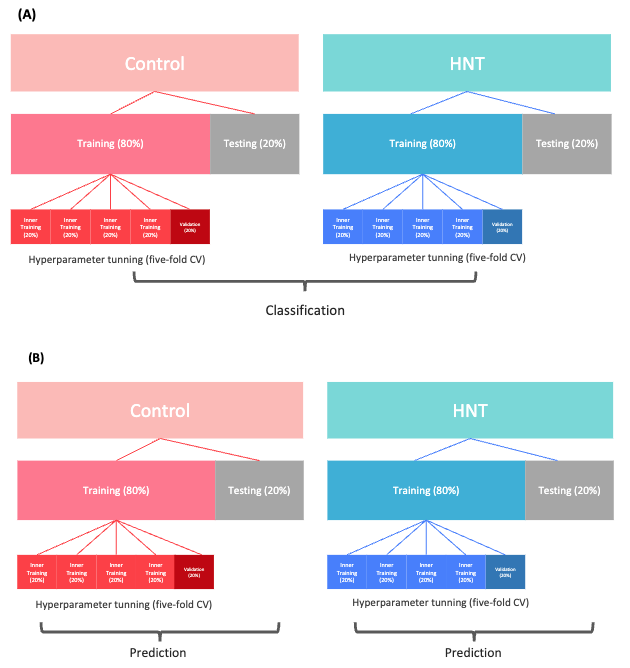 (A)
Control
HNT
Training (80%)
Testing (20%)
Training (80%)
Testing (20%)
Inner
Training
(20%)
Inner
Training
(20%)
Inner
Training
(20%)
Inner
Training
(20%)
Validation
(20%)
Inner
Training
(20%)
Inner
Training
(20%)
Inner
Training
(20%)
Inner
Training
(20%)
Validation
(20%)
Hyperparameter tunning (five-fold CV)
Hyperparameter tunning (five-fold CV)
Classification
(B)
Control
HNT
Training (80%)
Testing (20%)
Training (80%)
Testing (20%)
Inner
Training
(20%)
Inner
Training
(20%)
Inner
Training
(20%)
Inner
Training
(20%)
Validation
(20%)
Inner
Training
(20%)
Inner
Training
(20%)
Inner
Training
(20%)
Inner
Training
(20%)
Validation
(20%)
Hyperparameter tunning (five-fold CV)
Hyperparameter tunning (five-fold CV)
Prediction
Prediction